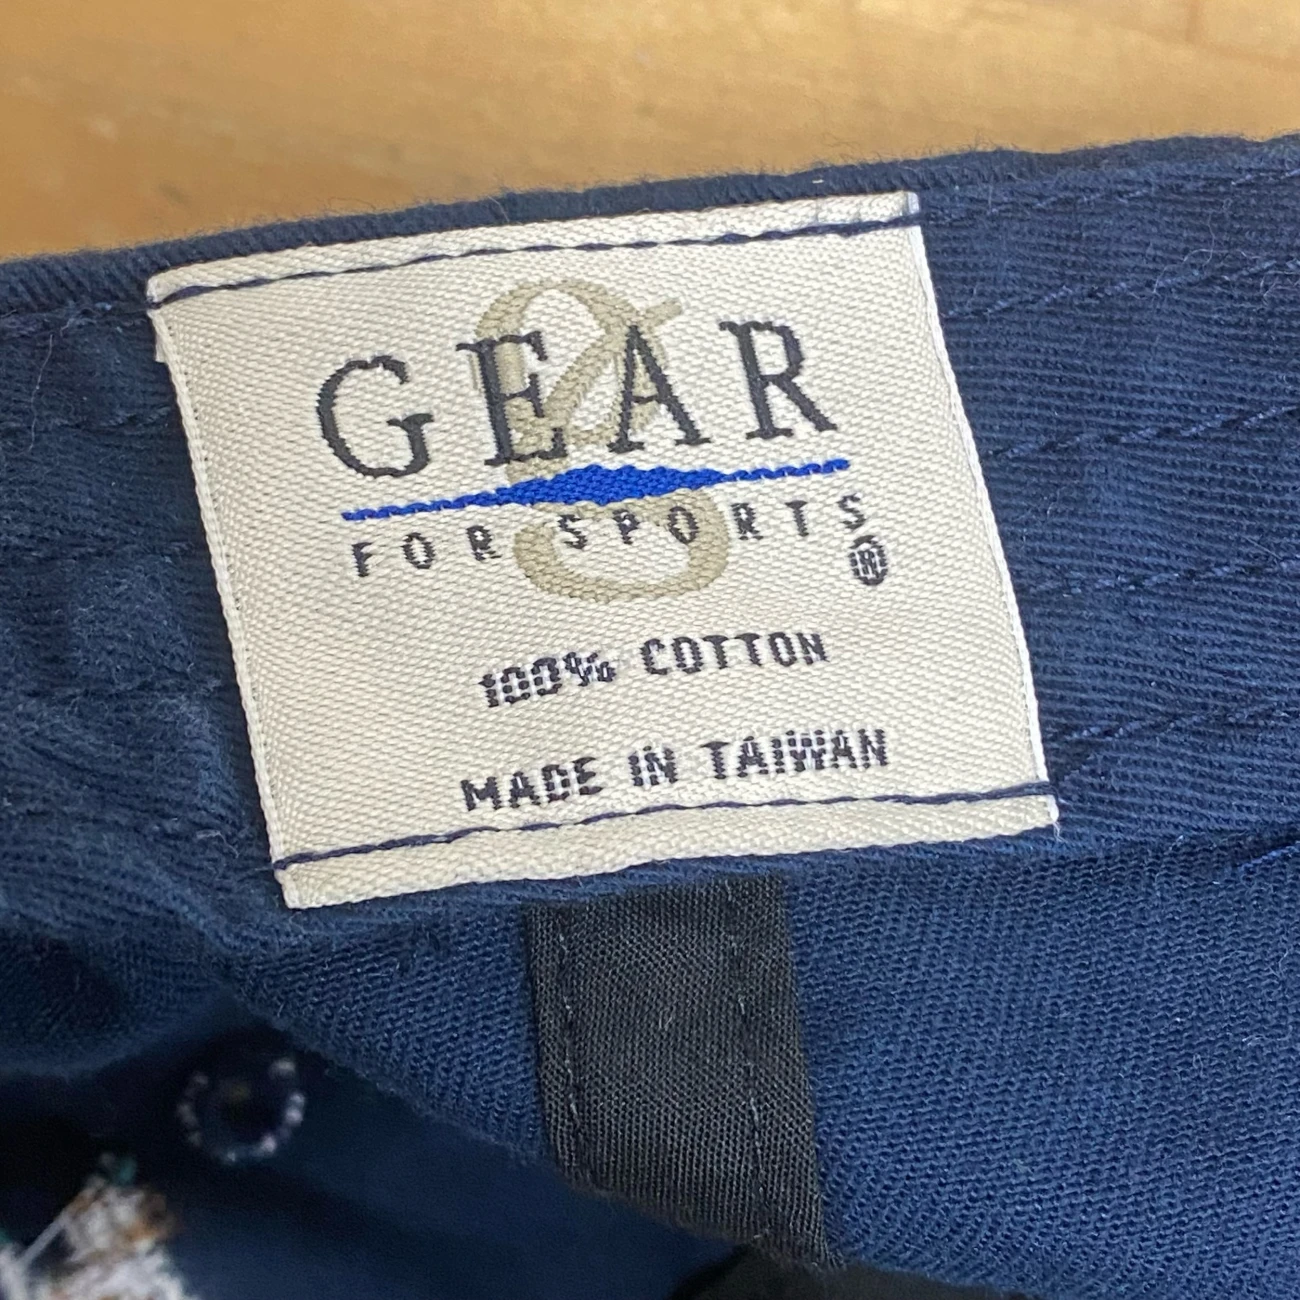 g
GEAR
FOR SPORTS
®
100% COTTON
MADE IN TAIWAN